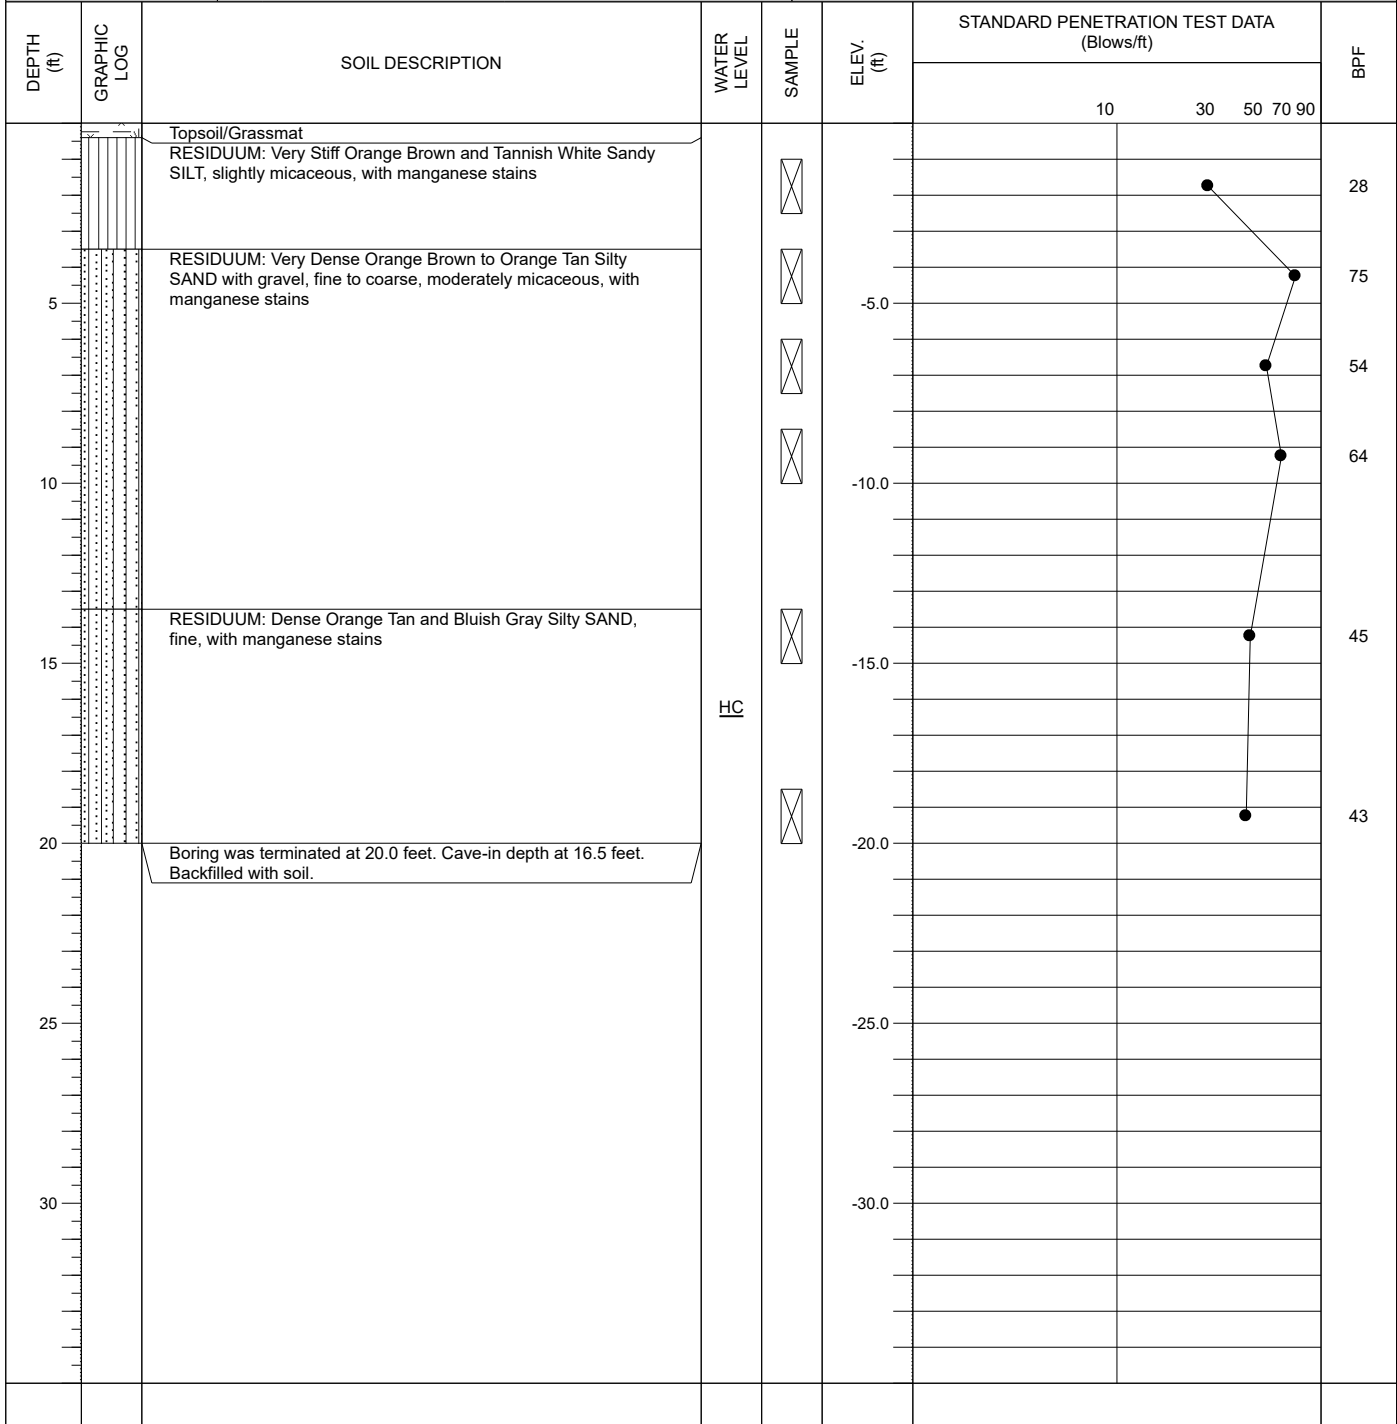 DEPTH
(ft)
GRAPHIC
LOG
SOIL DESCRIPTION
WATER
LEVEL
SAMPLE
ELEV.
(ft)
STANDARD PENETRATION TEST DATA
(Blows/ft)
BPF
10 30 50 70 90
Topsoil/Grassmat
RESIDUUM: Very Stiff Orange Brown and Tannish White Sandy
SILT, slightly micaceous, with manganese stains
28
RESIDUUM: Very Dense Orange Brown to Orange Tan Silty
SAND with gravel, fine to coarse, moderately micaceous, with
manganese stains
75
5 -5.0
54
64
10 -10.0
RESIDUUM: Dense Orange Tan and Bluish Gray Silty SAND,
fine, with manganese stains
45
15 -15.0
HC
43
20 -20.0
Boring was terminated at 20.0 feet. Cave-in depth at 16.5 feet.
Backfilled with soil.
25 -25.0
30 -30.0